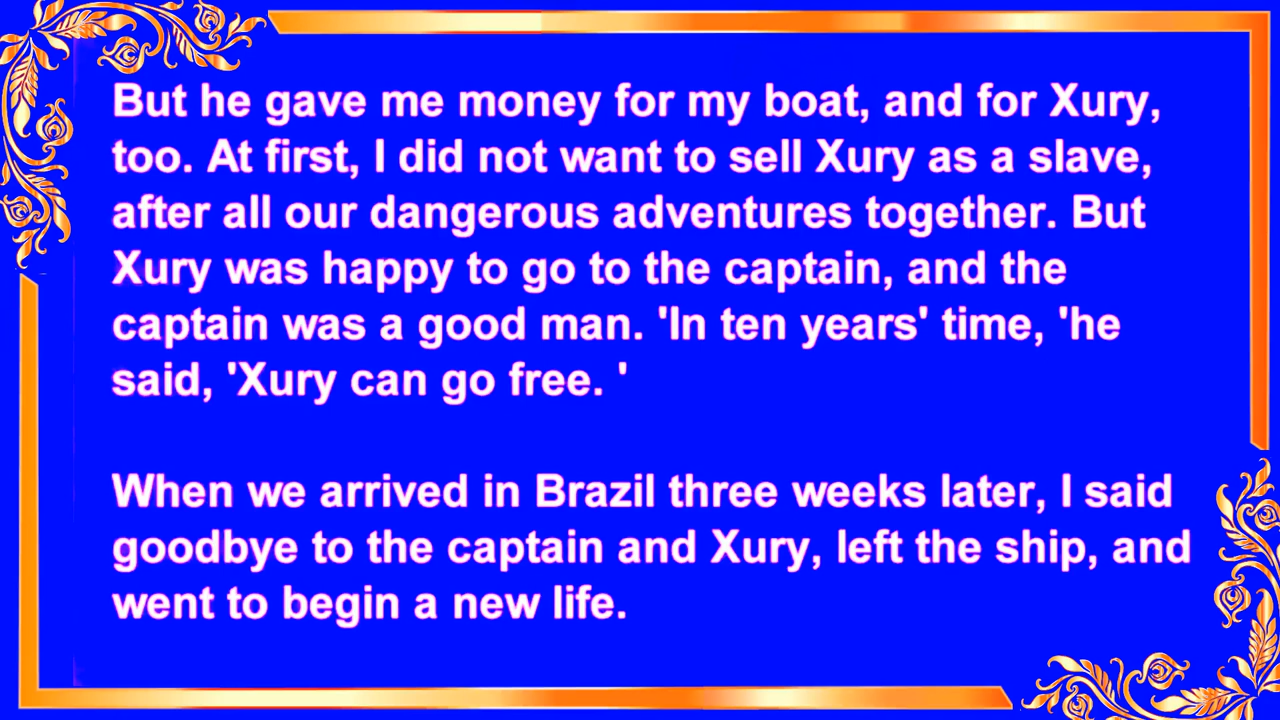 But he gave me money for my boat, and for Xury,
too. At first, I did not want to sell Xury as a slave,
after all our dangerous adventures together. But
Xury was happy to go to the captain, and the
captain was a good man. 'In ten years' time, 'he
said, 'Xury can go free. '
When we arrived in Brazil three weeks later, I said
goodbye to the captain and Xury, left the ship, and
went to begin a new life.